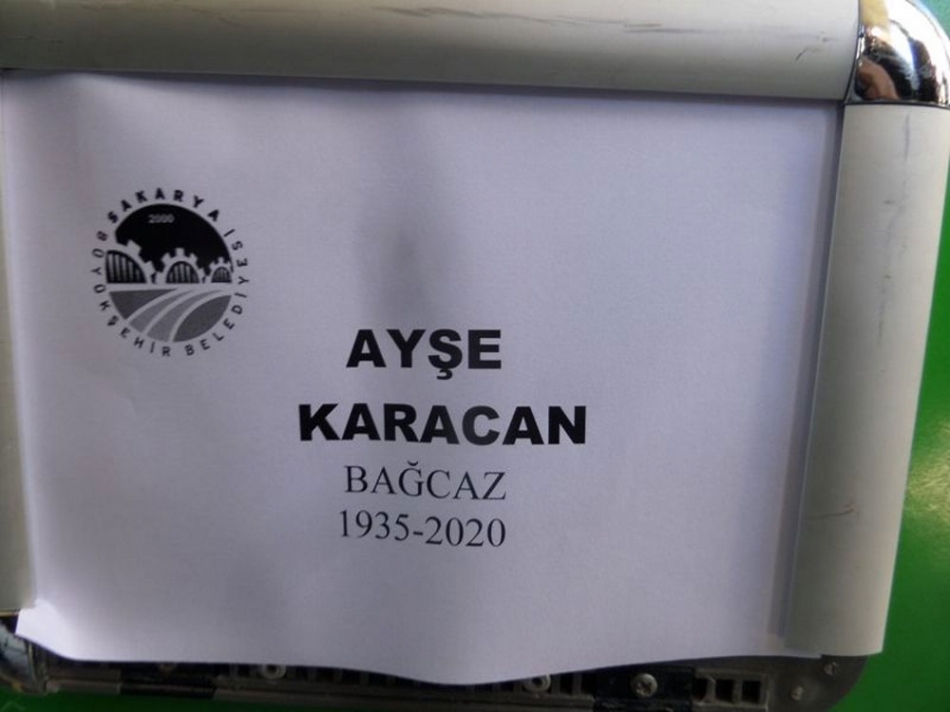 SAKARYA
BÜYÜKŞEHİR BELEDİYESİ
2000
AYŞE
KARACAN
BAĞCAZ
1935-2020